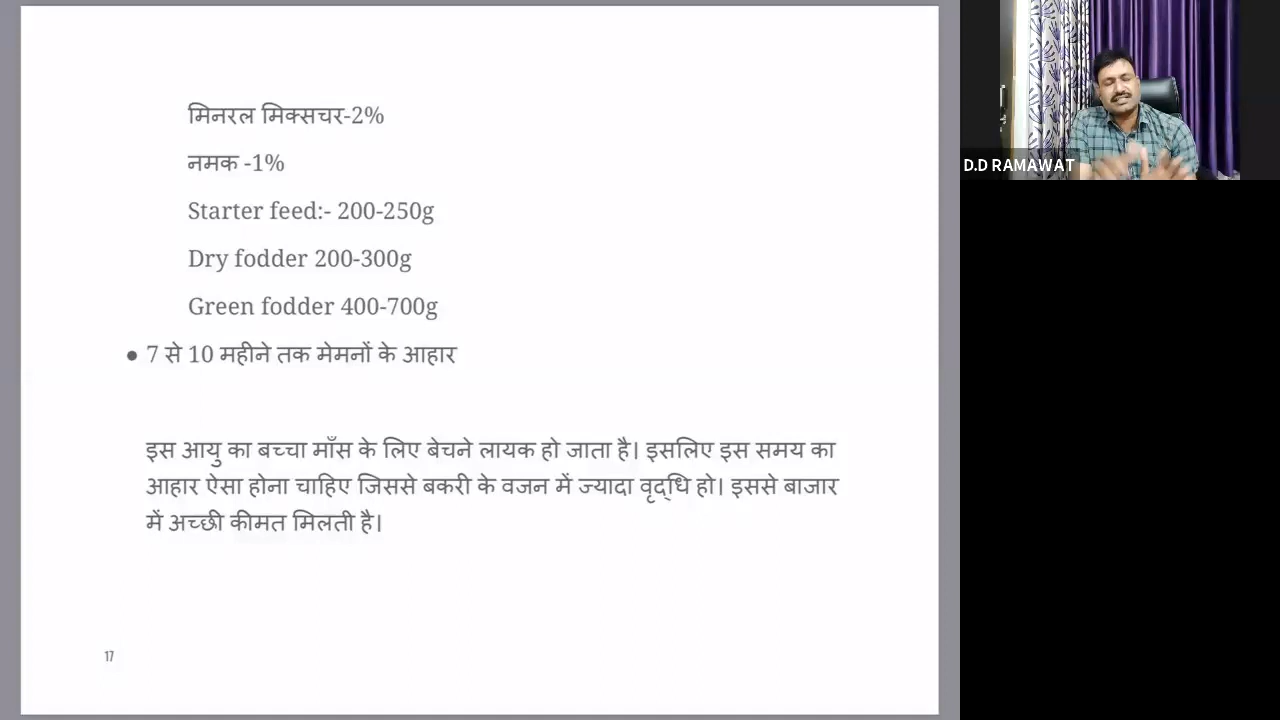 मिनरल मिक्सचर-2%
नमक -1%
Starter feed:- 200-250g
Dry fodder 200-300g
Green fodder 400-700g
● 7 से 10 महीने तक मेमनों के आहार
इस आयु का बच्चा माँस के लिए बेचने लायक हो जाता है। इसलिए इस समय का
आहार ऐसा होना चाहिए जिससे बकरी के वजन में ज्यादा वृद्धि हो। इससे बाजार
में अच्छी कीमत मिलती है।
17
D.D RAMAWAT